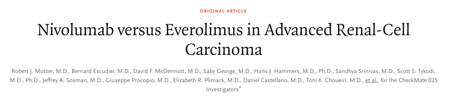 ORIGINAL ARTICLE
Nivolumab versus Everolimus in Advanced Renal-Cell
Carcinoma
Robert J. Motzer, M.D., Bernard Escudier, M.D., David F. McDermott, M.D., Saby George, M.D., Hans J. Hammers, M.D., Ph.D., Sandhya Srinivas, M.D., Scott S. Tykodi,
M.D., Ph.D., Jeffrey A. Sosman, M.D., Giuseppe Procopio, M.D., Elizabeth R. Plimack, M.D., Daniel Castellano, M.D., Toni K. Choueiri, M.D., et al., for the CheckMate 025
Investigators*